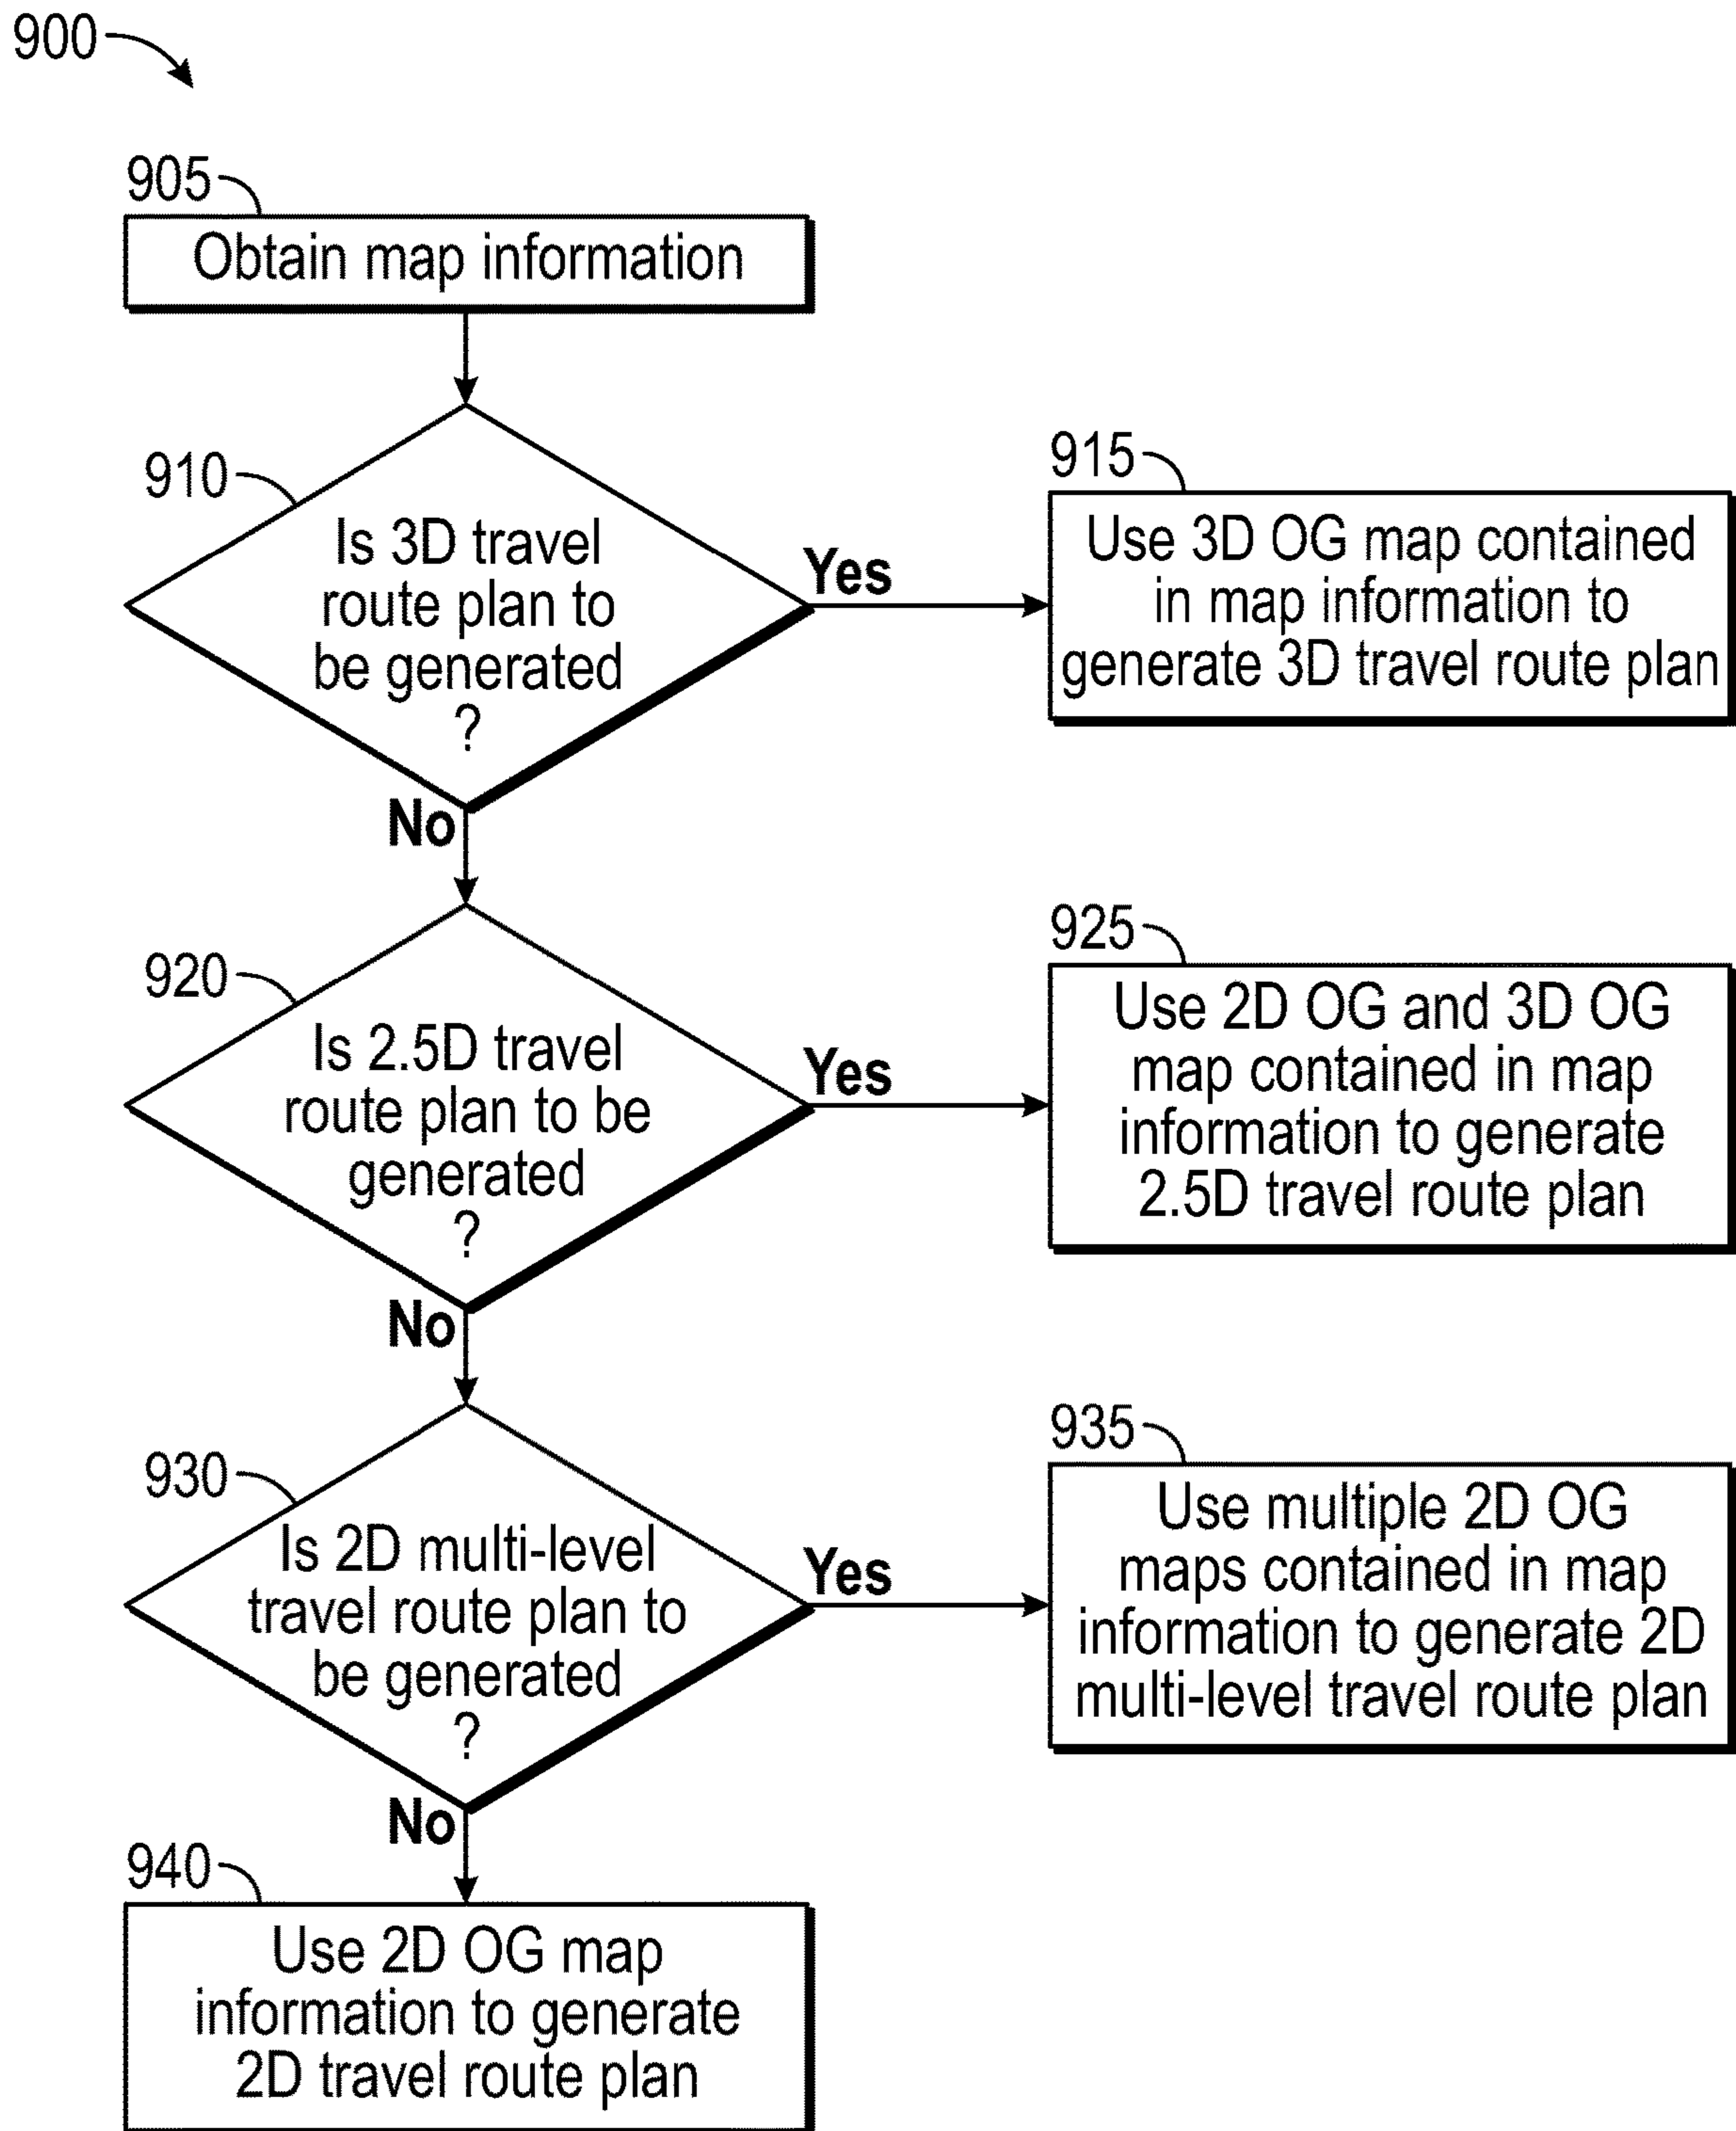 900
905
Obtain map information
910
Is 3D travel
route plan to
be generated
?
Yes
915
Use 3D OG map contained
in map information to
generate 3D travel route plan
No
920
Is 2.5D travel
route plan to be
generated
?
Yes
925
Use 2D OG and 3D OG
map contained in map
information to generate
2.5D travel route plan
No
930
Is 2D multi-level
travel route plan to
be generated
?
Yes
935
Use multiple 2D OG
maps contained in map
information to generate 2D
multi-level travel route plan
No
940
Use 2D OG map
information to generate
2D travel route plan